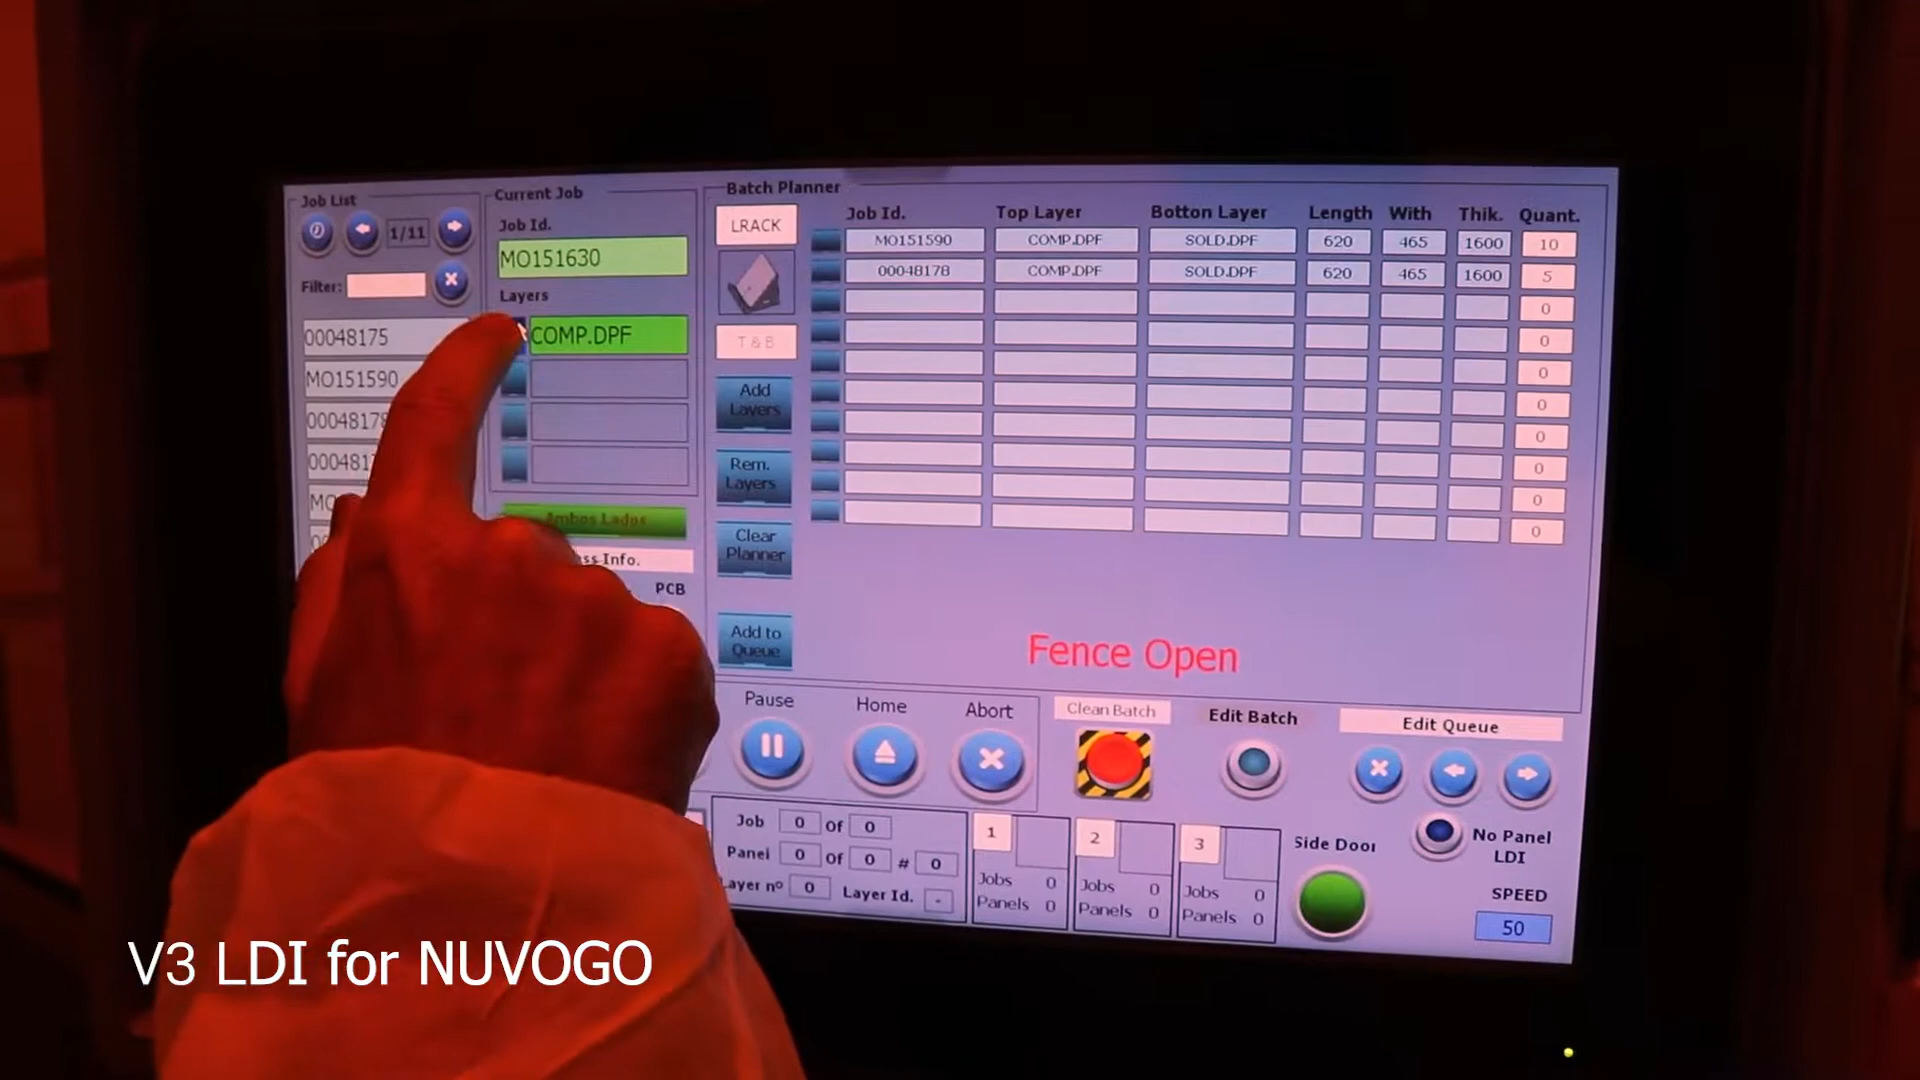 Job List
1/11
Filter:
00048175
MO151590
00048178
Current Job
Job Id.
MO151630
Layers
COMP.DPF
Ambos Lados
Info.
PCB
Batch Planner
LRACK
T & B
Add Layers
Rem. Layers
Clear Planner
Add to Queue
Job Id. Top Layer Botton Layer Length With Thik. Quant.
MO151590 COMP.DPF SOLD.DPF 620 465 1600 10
00048178 COMP.DPF SOLD.DPF 620 465 1600 5
0
0
0
0
0
0
0
0
Fence Open
Pause Home Abort
Clean Batch
Edit Batch
Edit Queue
Job 0 Of 0
Panel 0 Of 0 # 0
Layer nº 0 Layer Id. -
1
Jobs 0
Panels 0
2
Jobs 0
Panels 0
3
Jobs 0
Panels 0
Side Door
No Panel
LDI
SPEED
50
V3 LDI for NUVOGO